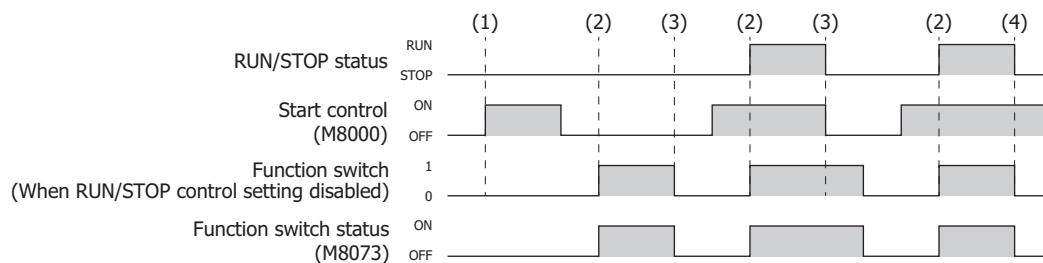 (1) (2) (3) (2) (3) (2) (4)
RUN/STOP status RUN
STOP
Start control ON
(M8000) OFF
Function switch 1
(When RUN/STOP control setting disabled) 0
Function switch status ON
(M8073) OFF